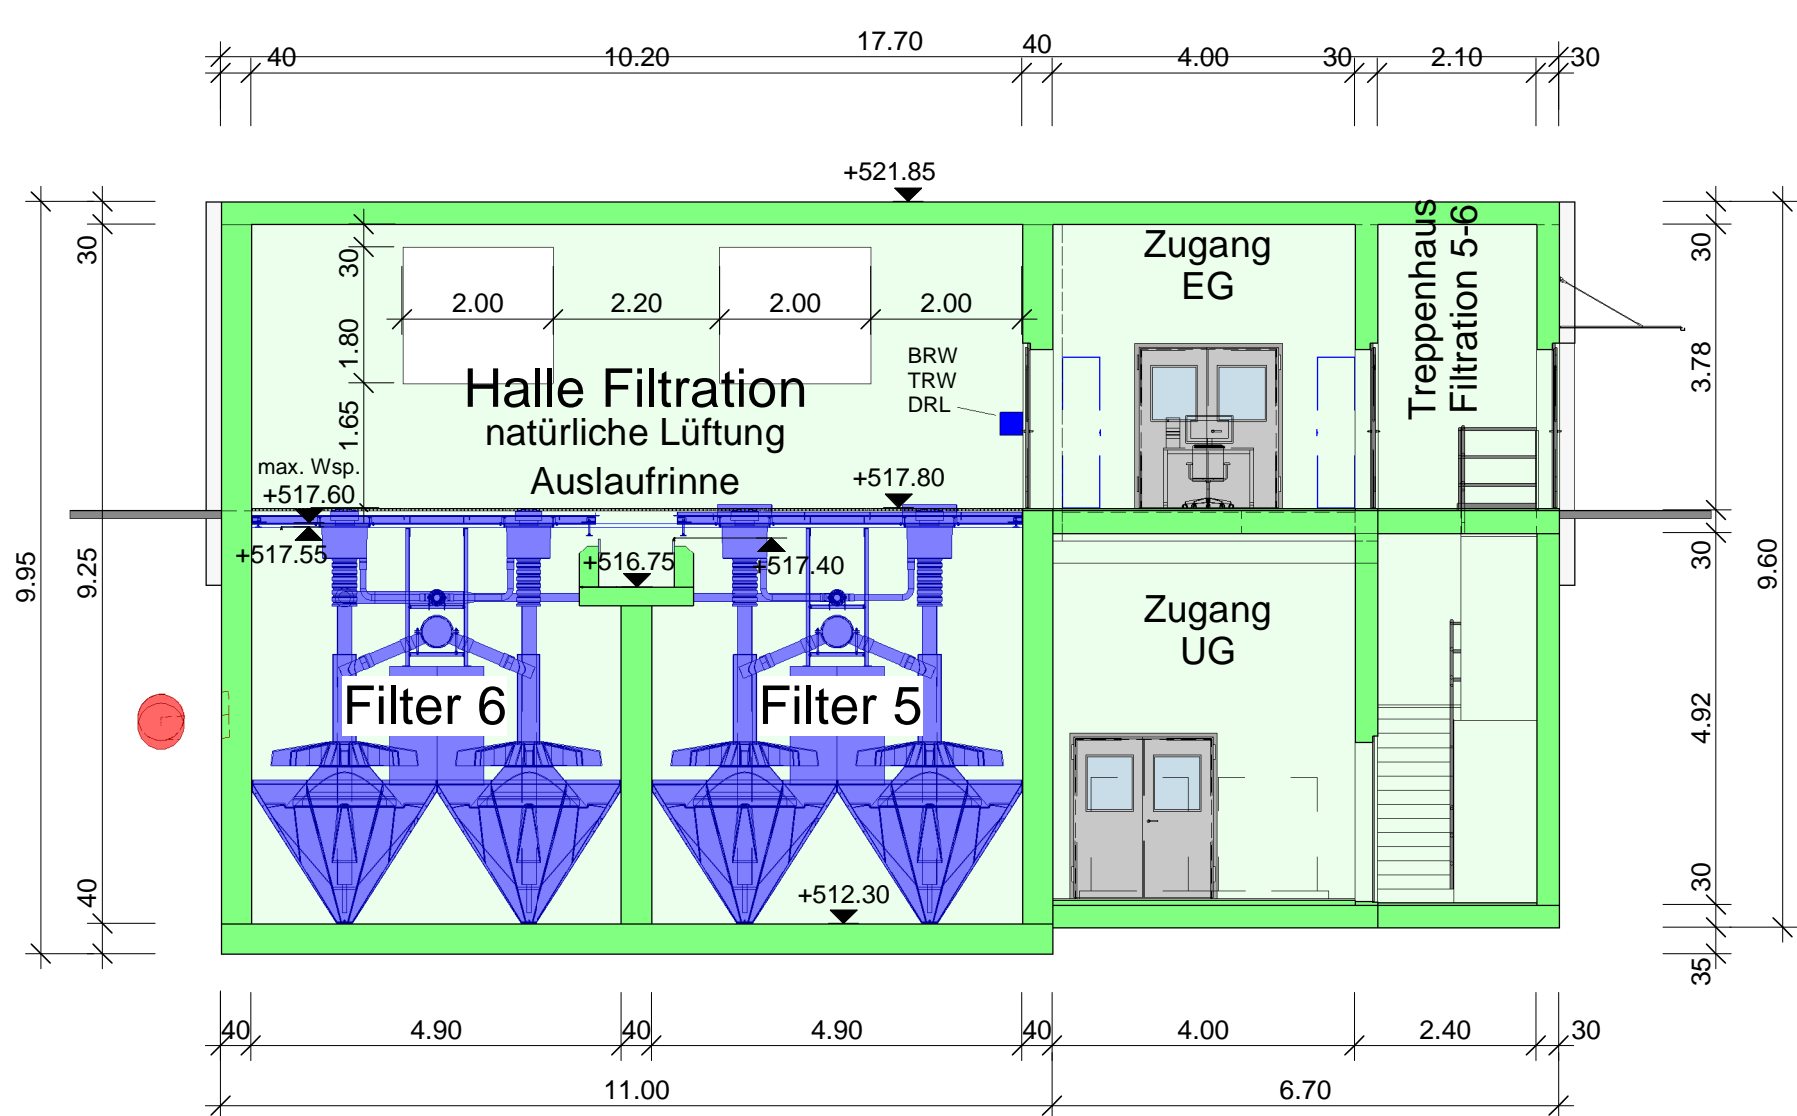 17.70
40
10.20
40
4.00
30
2.10
30
+521.85
30
9.25
40
9.95
30
1.80
1.65
2.00
2.20
2.00
2.00
Halle Filtration
natürliche Lüftung
Auslaufrinne
BRW
TRW
DRL
max. Wsp.
+517.60
+517.55
+517.80
+516.75
+517.40
Zugang
EG
Treppenhaus
Filtration 5-6
Zugang
UG
Filter 6
Filter 5
+512.30
30
3.78
30
4.92
30
35
9.60
40
4.90
40
4.90
40
4.00
2.40
30
11.00
6.70